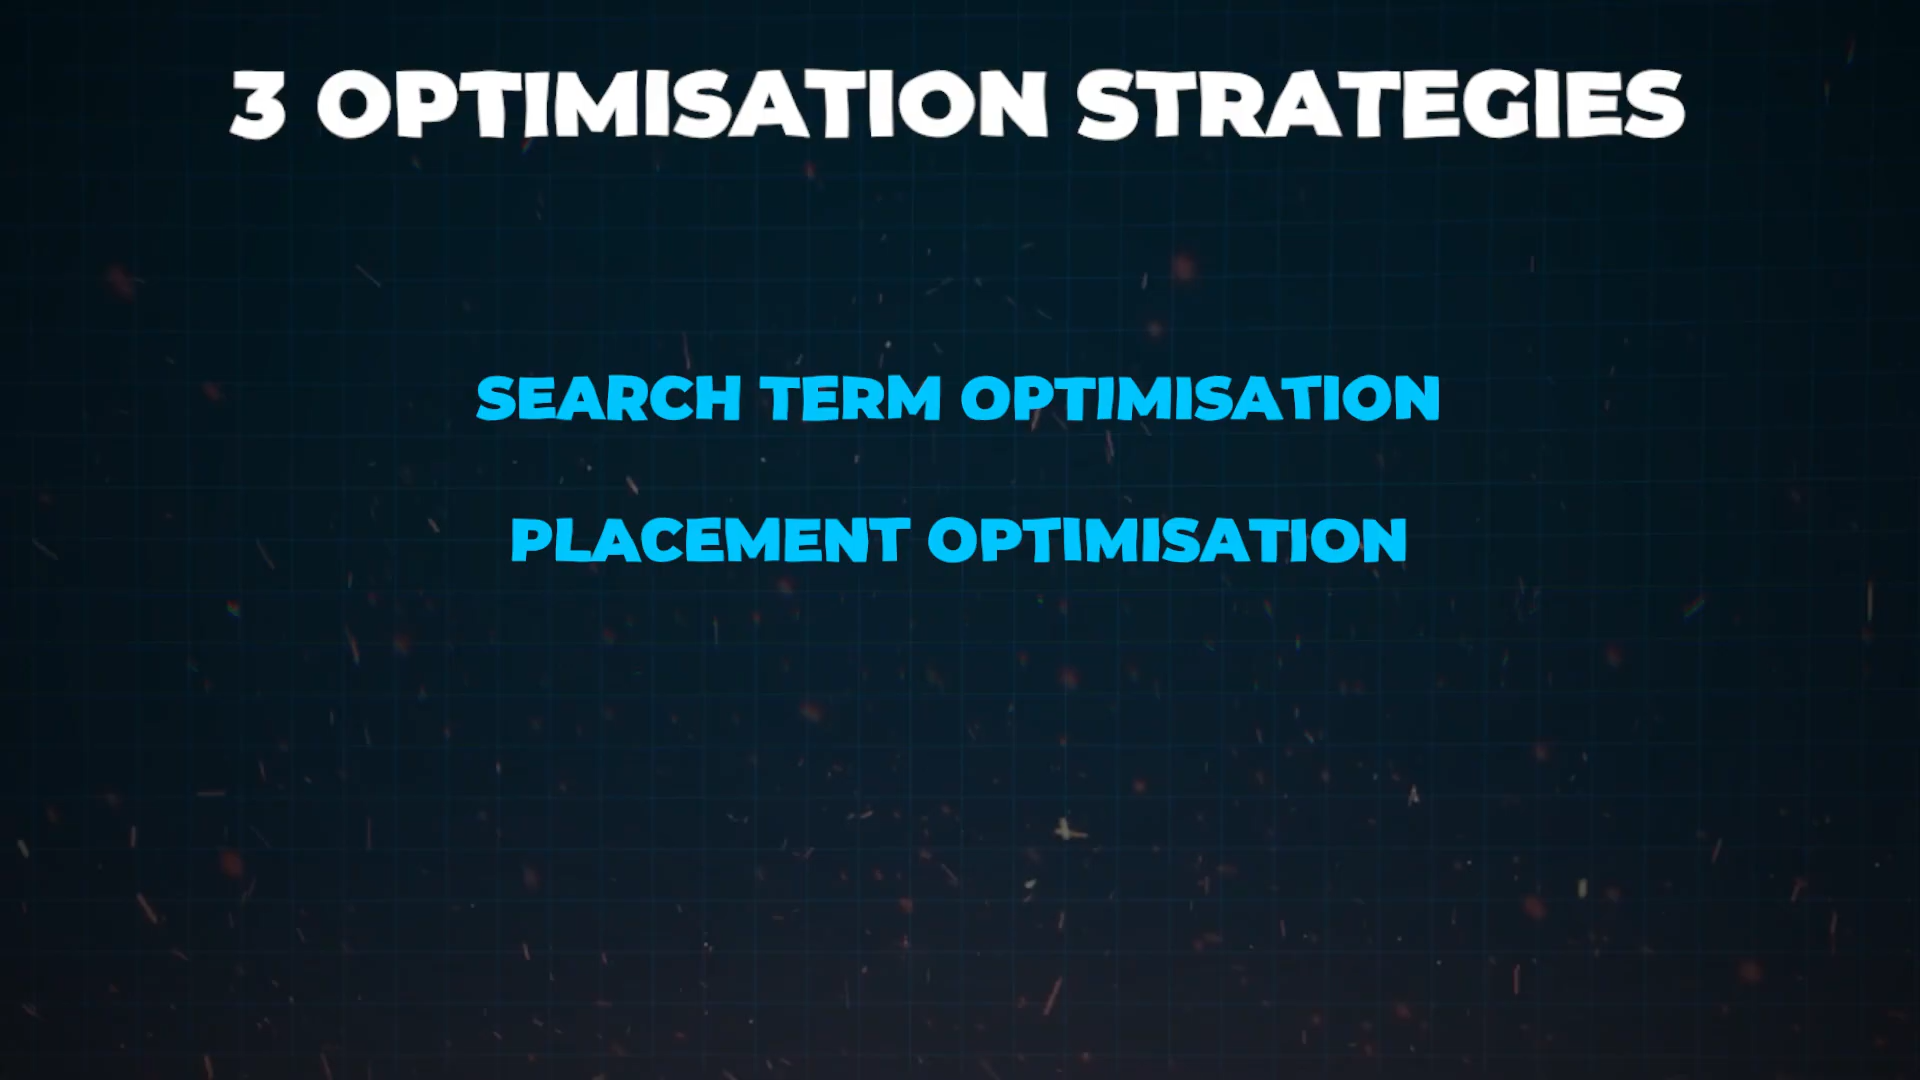 3 OPTIMISATION STRATEGIES
SEARCH TERM OPTIMISATION
PLACEMENT OPTIMISATION